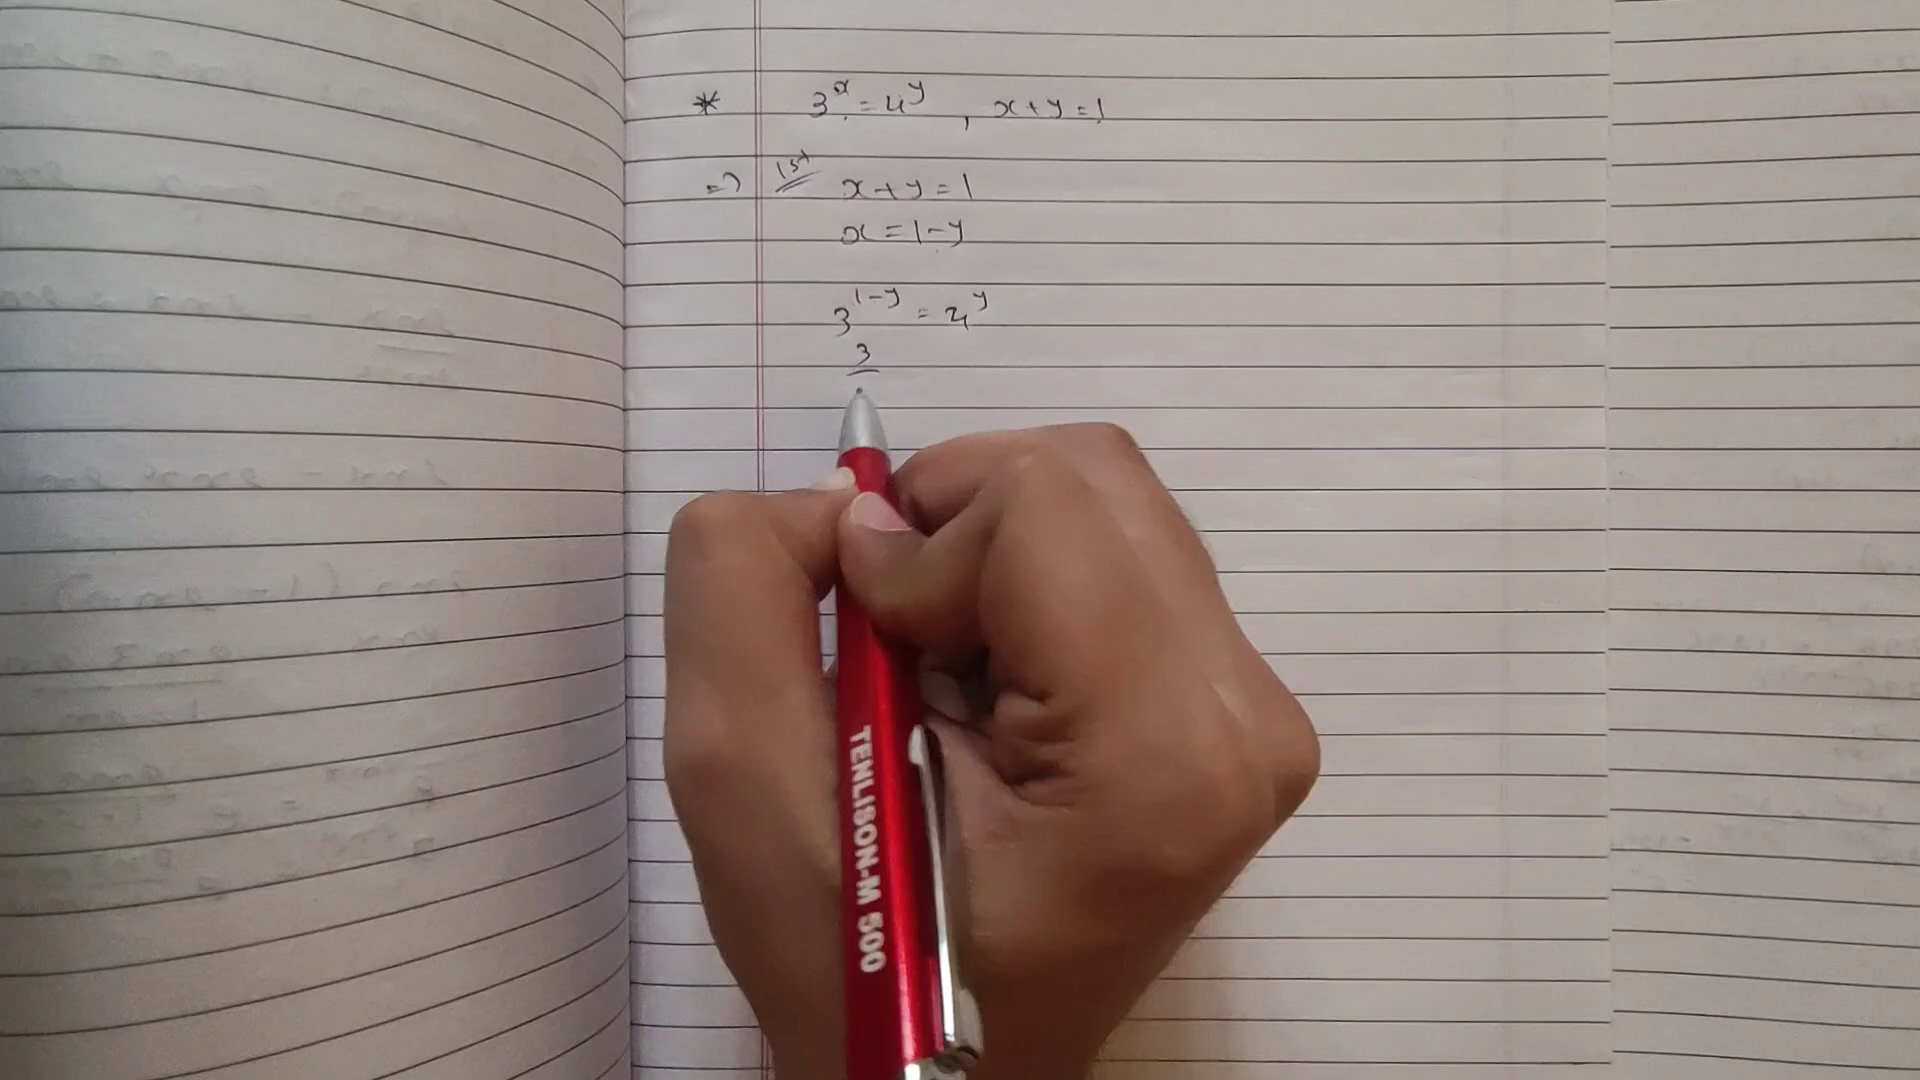 * 3^x = 4^y , x + y = 1
=> 1st x + y = 1
x = 1 - y
3^(1-y) = 4^y
3
TENLISON-M 500